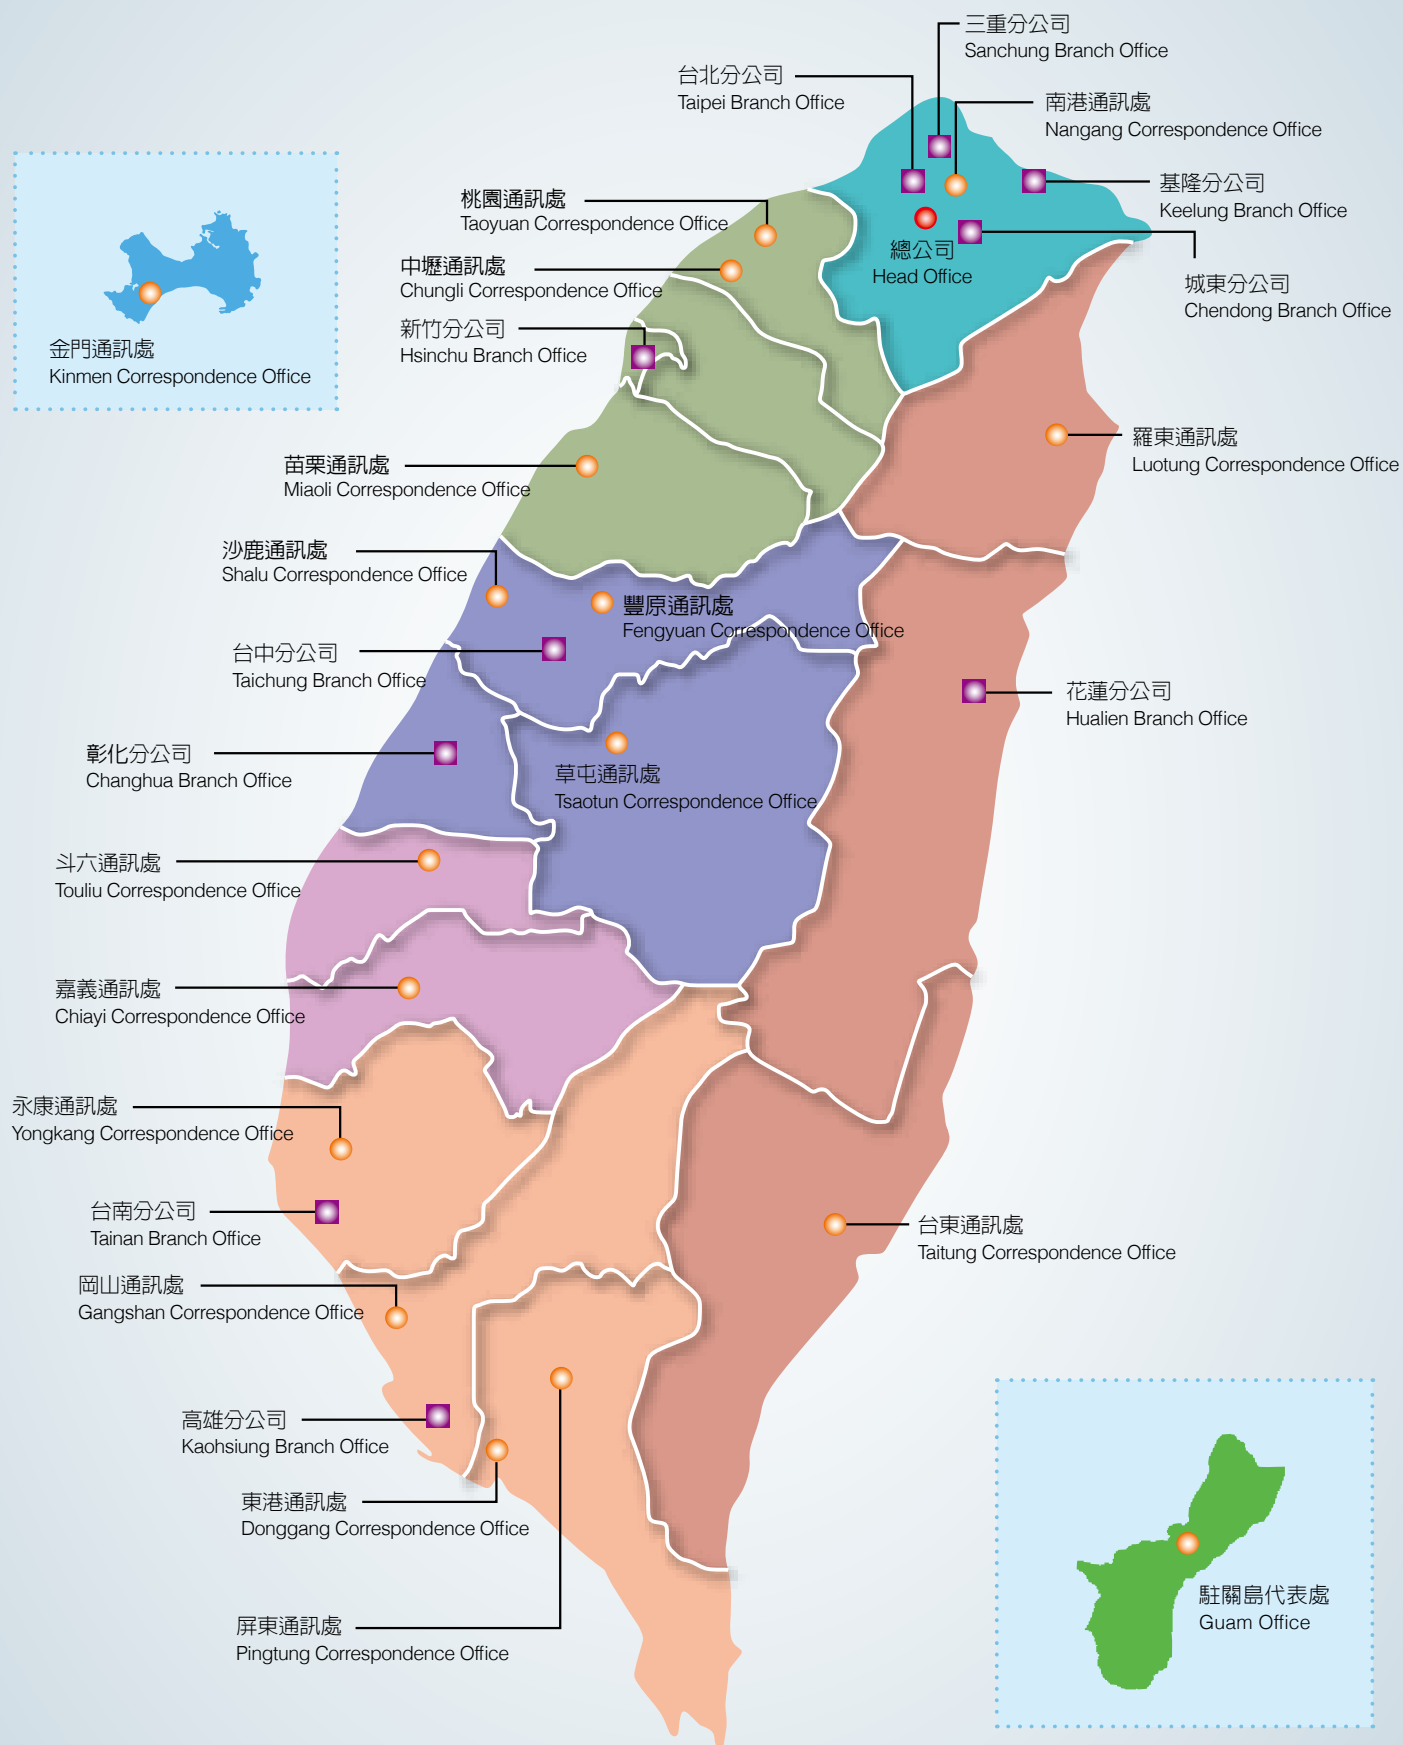 三重分公司
Sanchung Branch Office
台北分公司
Taipei Branch Office
南港通訊處
Nangang Correspondence Office
基隆分公司
Keelung Branch Office
桃園通訊處
Taoyuan Correspondence Office
總公司
Head Office
中壢通訊處
Chungli Correspondence Office
城東分公司
Chendong Branch Office
新竹分公司
Hsinchu Branch Office
金門通訊處
Kinmen Correspondence Office
羅東通訊處
Luotung Correspondence Office
苗栗通訊處
Miaoli Correspondence Office
沙鹿通訊處
Shalu Correspondence Office
豐原通訊處
Fengyuan Correspondence Office
台中分公司
Taichung Branch Office
花蓮分公司
Hualien Branch Office
彰化分公司
Changhua Branch Office
草屯通訊處
Tsaotun Correspondence Office
斗六通訊處
Touliu Correspondence Office
嘉義通訊處
Chiayi Correspondence Office
永康通訊處
Yongkang Correspondence Office
台南分公司
Tainan Branch Office
台東通訊處
Taitung Correspondence Office
岡山通訊處
Gangshan Correspondence Office
高雄分公司
Kaohsiung Branch Office
東港通訊處
Donggang Correspondence Office
駐關島代表處
Guam Office
屏東通訊處
Pingtung Correspondence Office